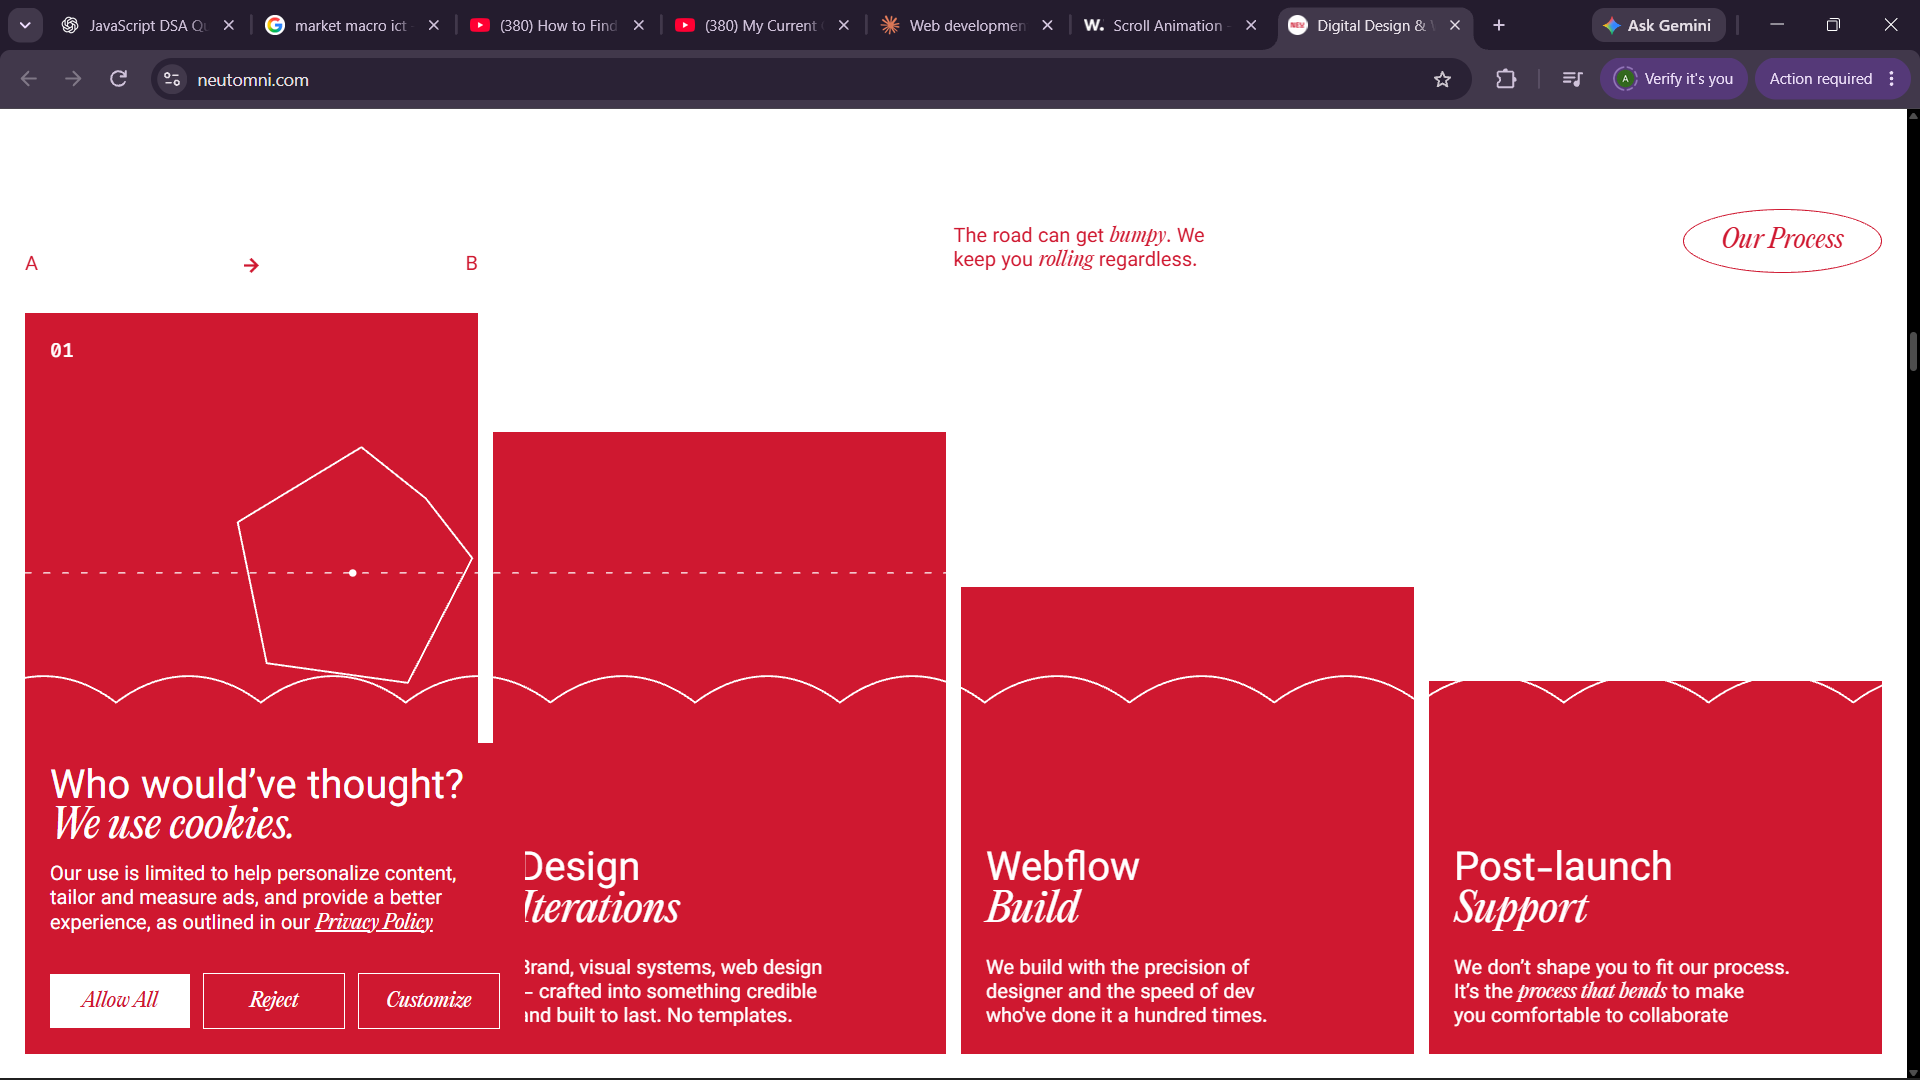 JavaScript DSA Qu
market macro ict
(380) How to Find
(380) My Current
Web developmen
W. Scroll Animation
Digital Design &
Ask Gemini
neutomni.com
A Verify it's you
Action required
The road can get bumpy. We
keep you rolling regardless.
Our Process
A → B
01
Who would've thought?
We use cookies.
Our use is limited to help personalize content,
tailor and measure ads, and provide a better
experience, as outlined in our Privacy Policy
Allow All
Reject
Customize
Design
Iterations
Brand, visual systems, web design
– crafted into something credible
and built to last. No templates.
Webflow
Build
We build with the precision of
designer and the speed of dev
who've done it a hundred times.
Post-launch
Support
We don't shape you to fit our process.
It's the process that bends to make
you comfortable to collaborate